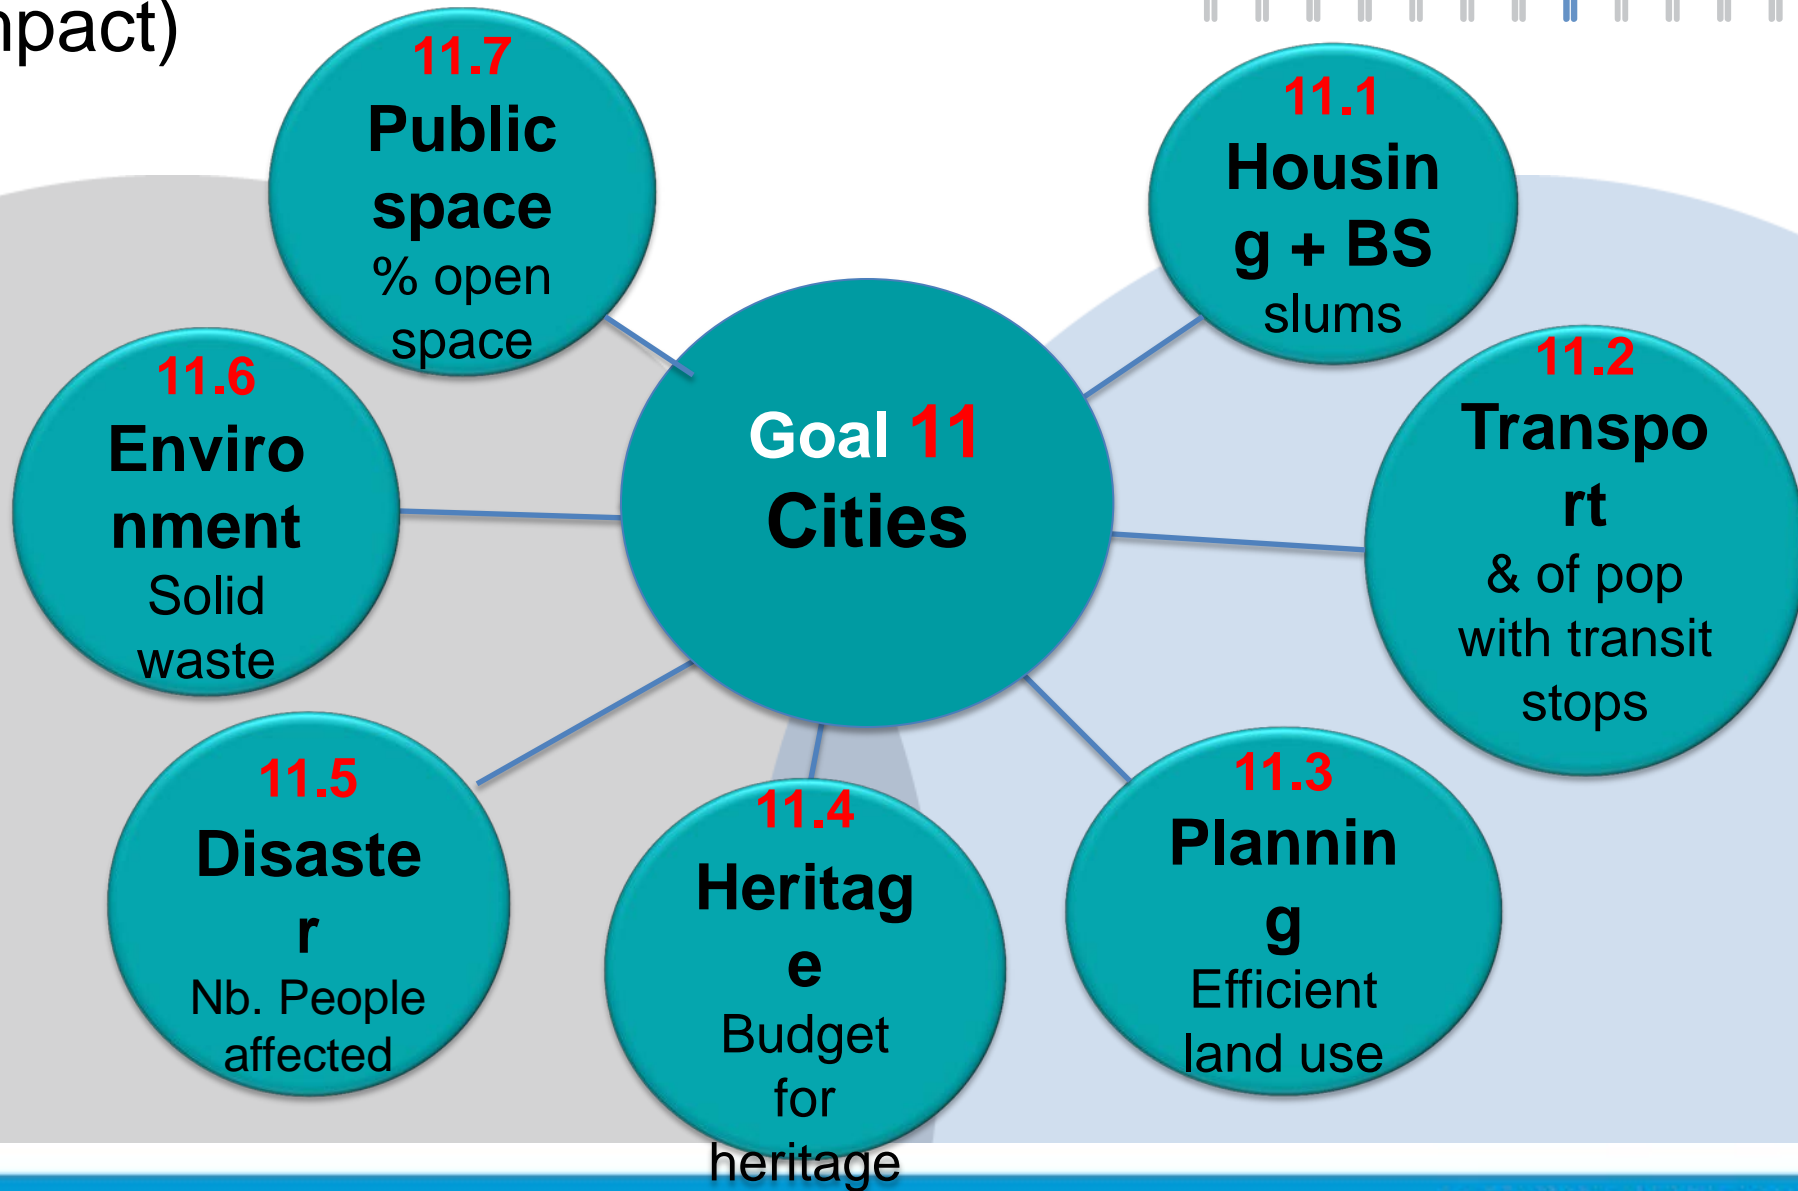 11.7
Public
space
% open
space
11.1
Housin
g + BS
slums
11.6
Enviro
nment
Solid
waste
Goal 11
Cities
11.2
Transpo
rt
& of pop
with transit
stops
11.5
Disaste
r
Nb. People
affected
11.4
Heritag
e
Budget
for
heritage
11.3
Plannin
g
Efficient
land use